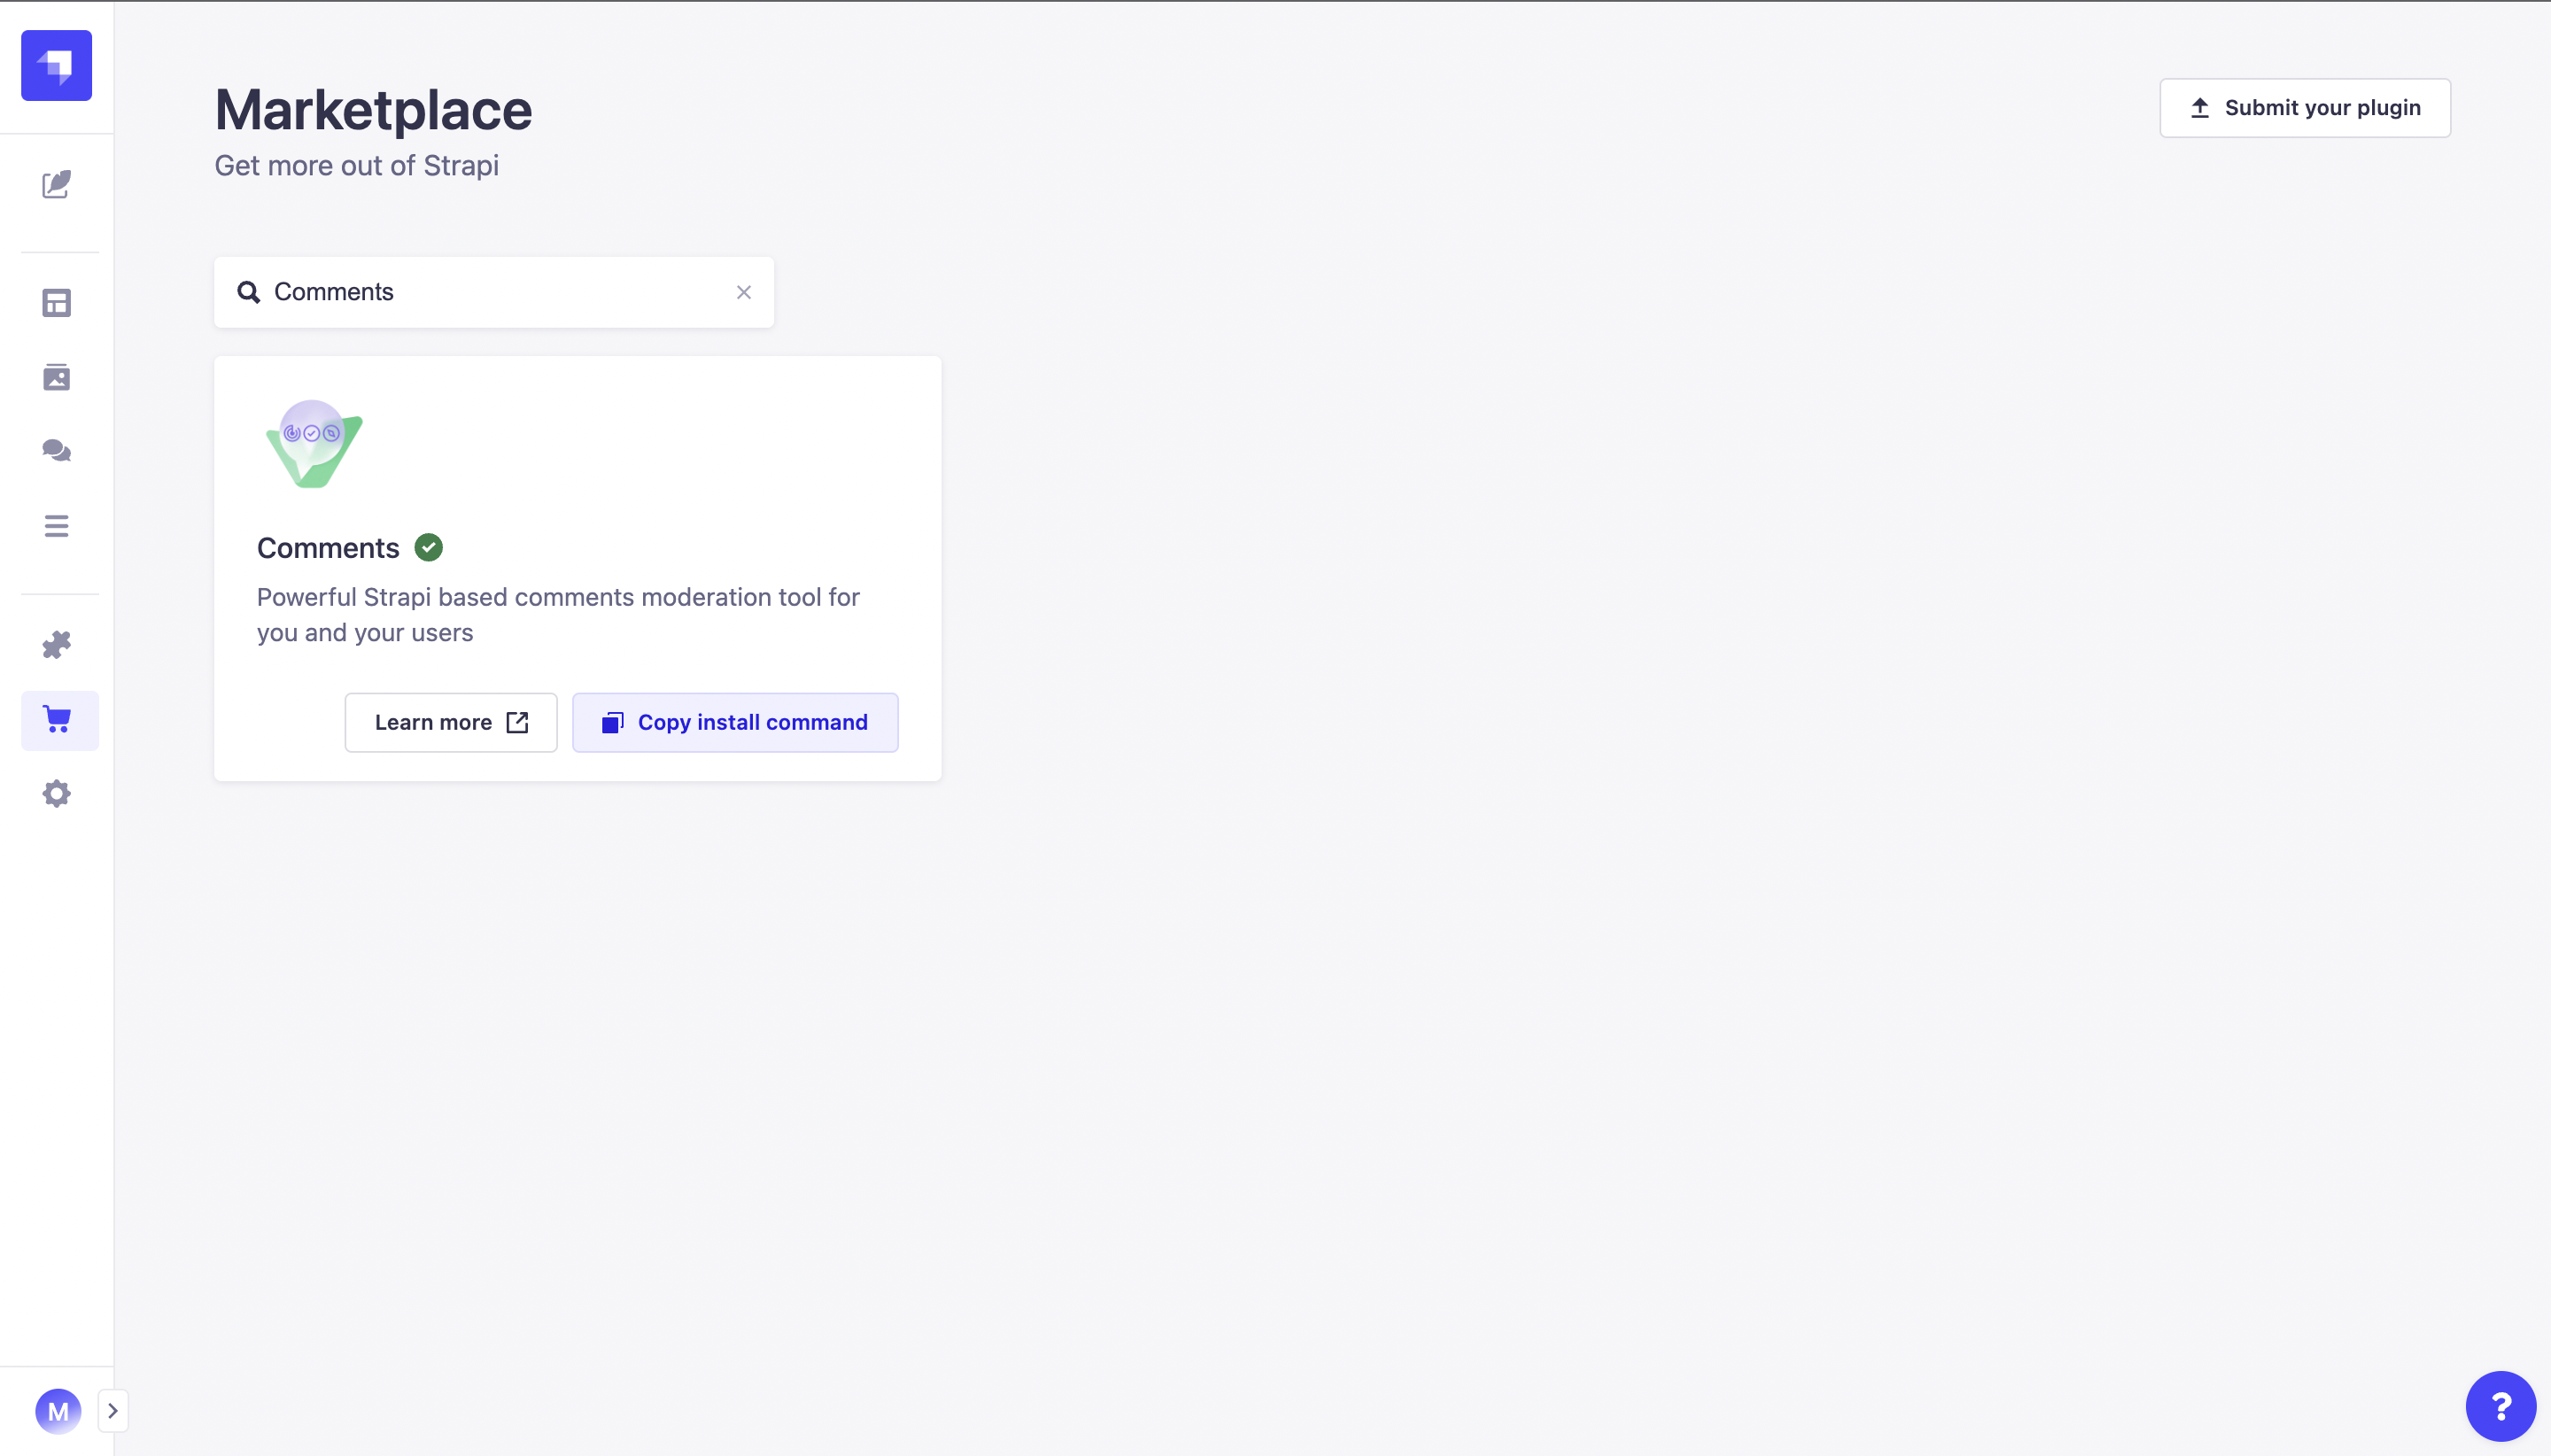 Marketplace
Get more out of Strapi
Submit your plugin
Comments
Comments
Powerful Strapi based comments moderation tool for
you and your users
Learn more
Copy install command
M
?